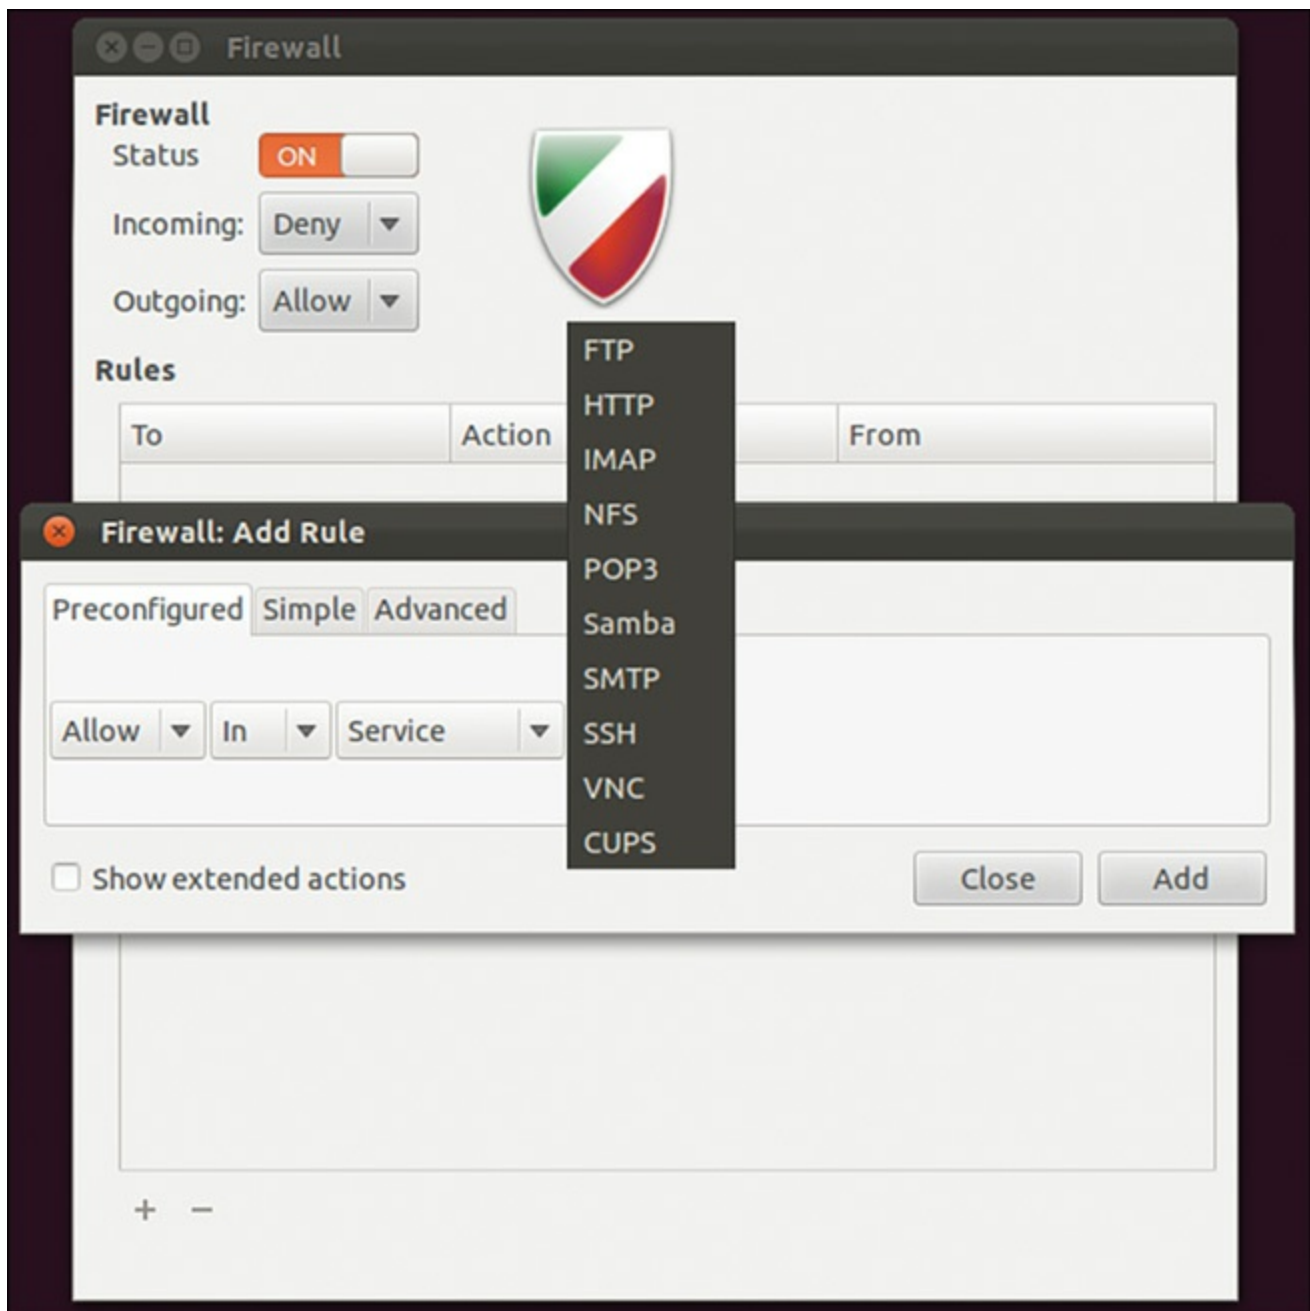 Firewall
Firewall
Status ON
Incoming: Deny
Outgoing: Allow
Rules
To Action From
Firewall: Add Rule
Preconfigured Simple Advanced
Allow In Service
FTP
HTTP
IMAP
NFS
POP3
Samba
SMTP
SSH
VNC
CUPS
Show extended actions
Close Add